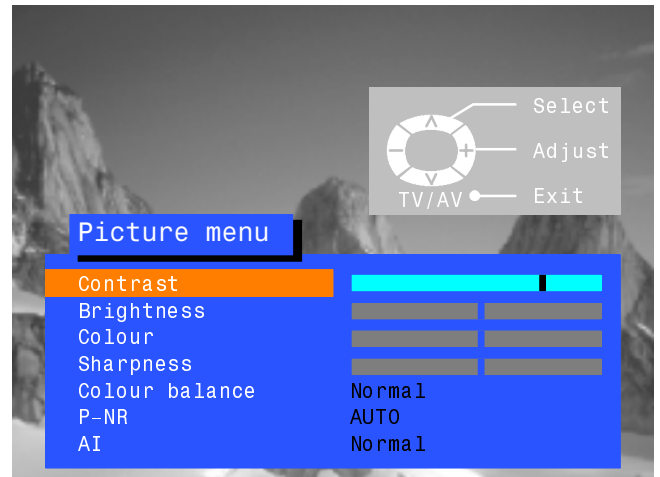 Select
Adjust
TV/AV Exit
Picture menu
Contrast
Brightness
Colour
Sharpness
Colour balance Normal
P-NR AUTO
AI Normal